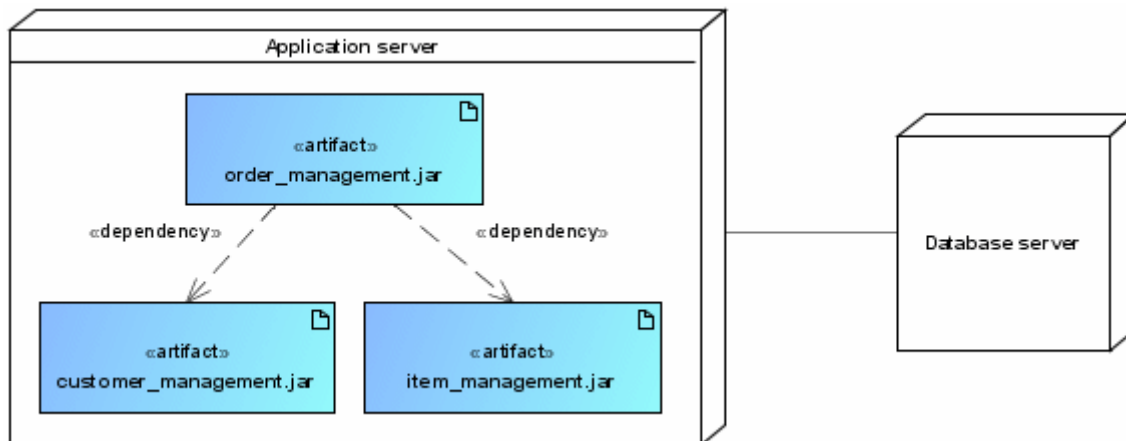 Application server
«artifact»
order_management.jar
«dependency»
«dependency»
Database server
«artifact»
customer_management.jar
«artifact»
item_management.jar